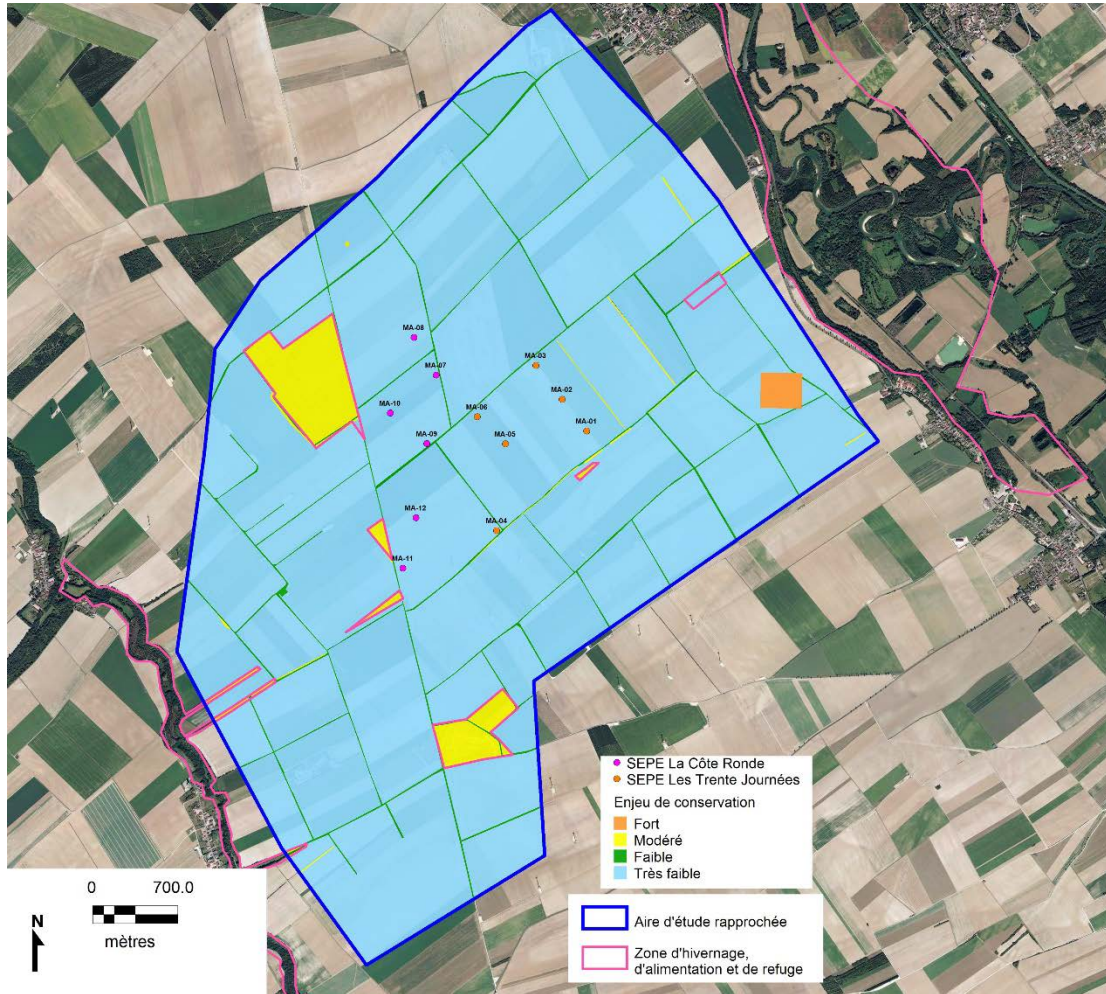 MA-08
MA-07
MA-03
MA-02
MA-10
MA-06
MA-01
MA-09
MA-05
MA-12
MA-04
MA-11
SEPE La Côte Ronde
SEPE Les Trente Journées
Enjeu de conservation
Fort
Modéré
Faible
Très faible
0 700.0
mètres
N
Aire d'étude rapprochée
Zone d'hivernage,
d'alimentation et de refuge